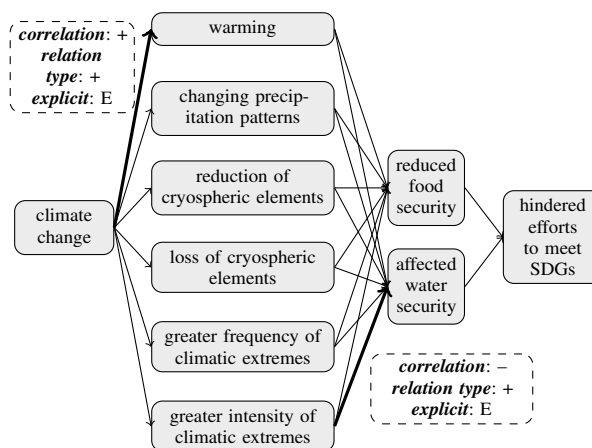 correlation: +
relation
type: +
explicit: E
warming
changing precip-
itation patterns
reduction of
cryospheric elements
climate
change
loss of cryospheric
elements
greater frequency of
climatic extremes
greater intensity of
climatic extremes
reduced
food
security
affected
water
security
hindered
efforts
to meet
SDGs
correlation: –
relation type: +
explicit: E